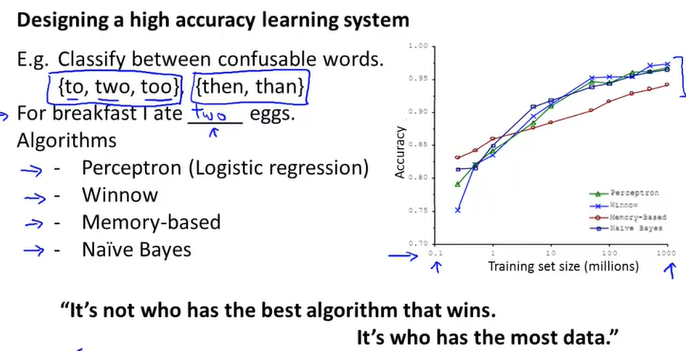 Designing a high accuracy learning system
E.g. Classify between confusable words.
{to, two, too} {then, than}
For breakfast I ate two eggs.
Algorithms
- Perceptron (Logistic regression)
- Winnow
- Memory-based
- Naïve Bayes
1.00
0.95
0.90
0.85
0.80
0.75
0.70
Accuracy
Perceptron
Winnow
Memory-Based
Naive Bayes
0.1 1 10 100 1000
Training set size (millions)
“It’s not who has the best algorithm that wins.
It’s who has the most data.”